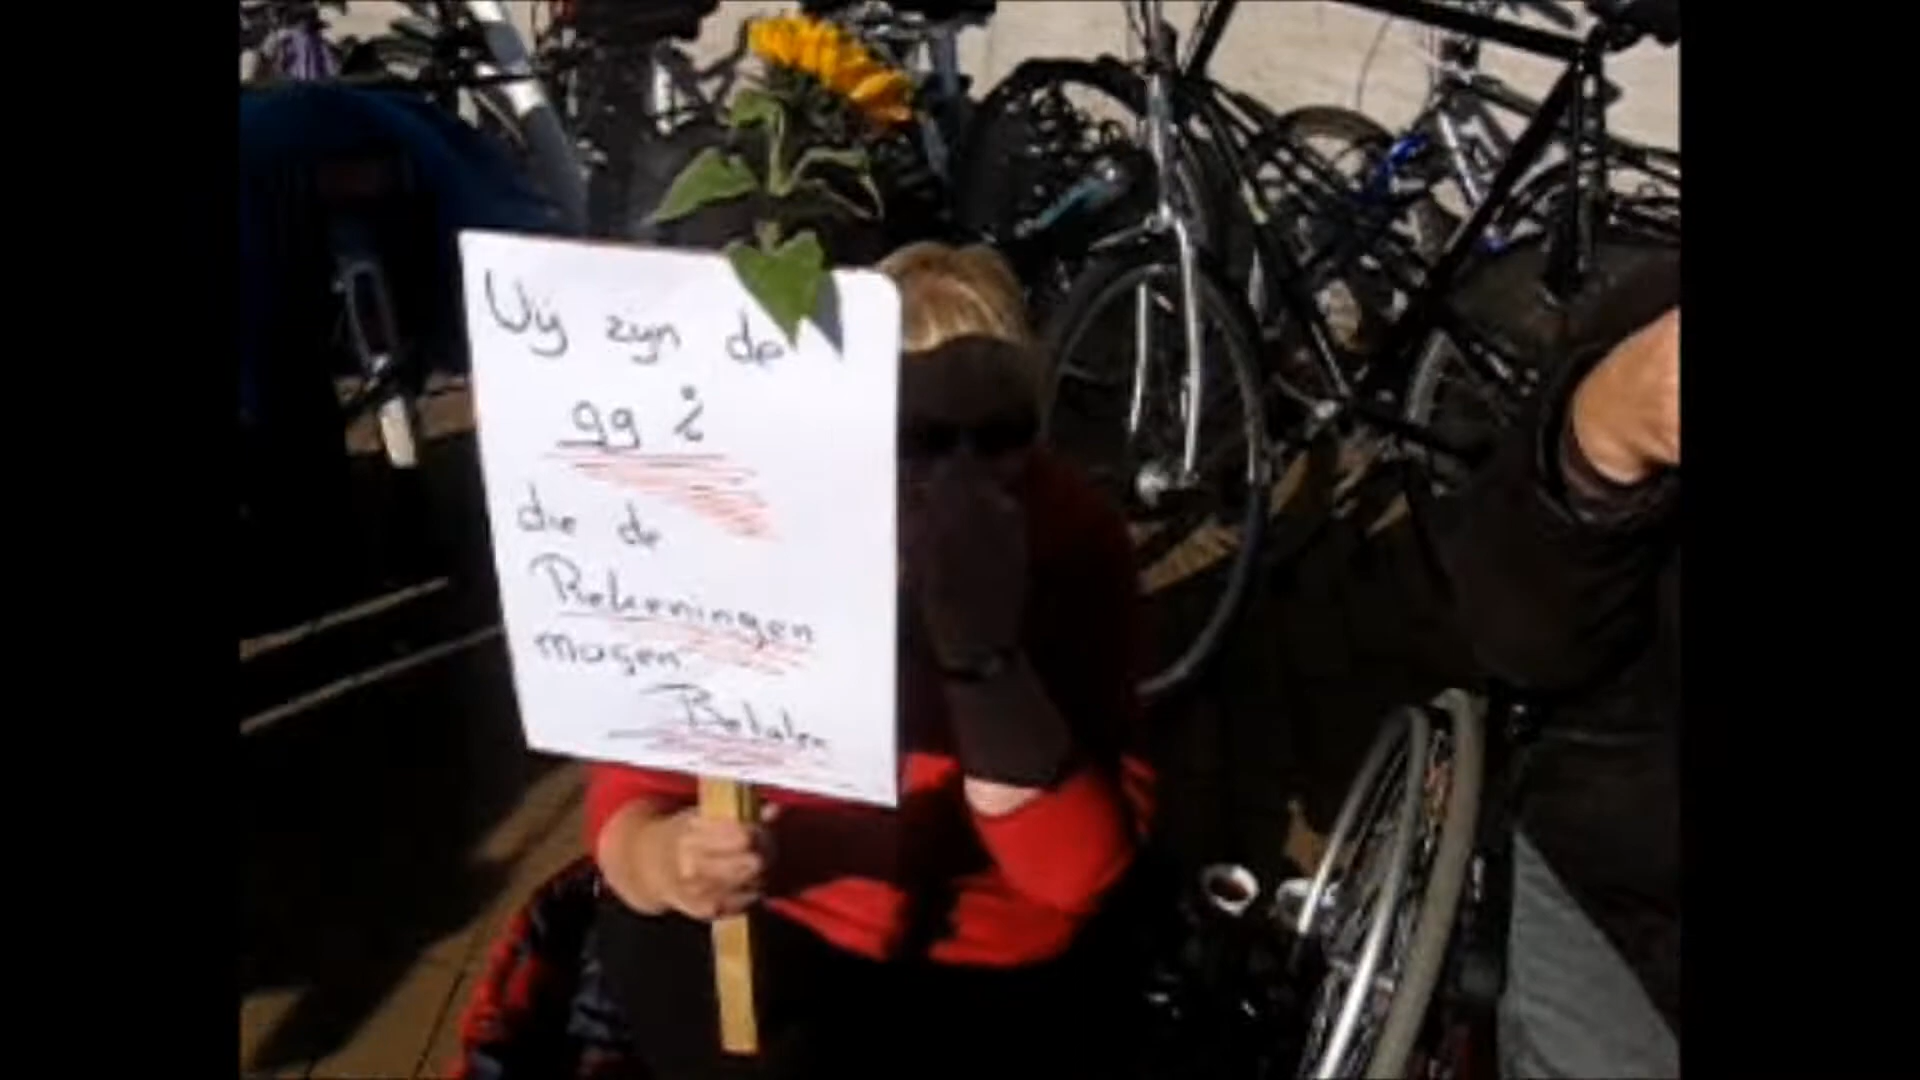 Wij zijn de
99 %
die de
Rekeningen
mogen
Betalen